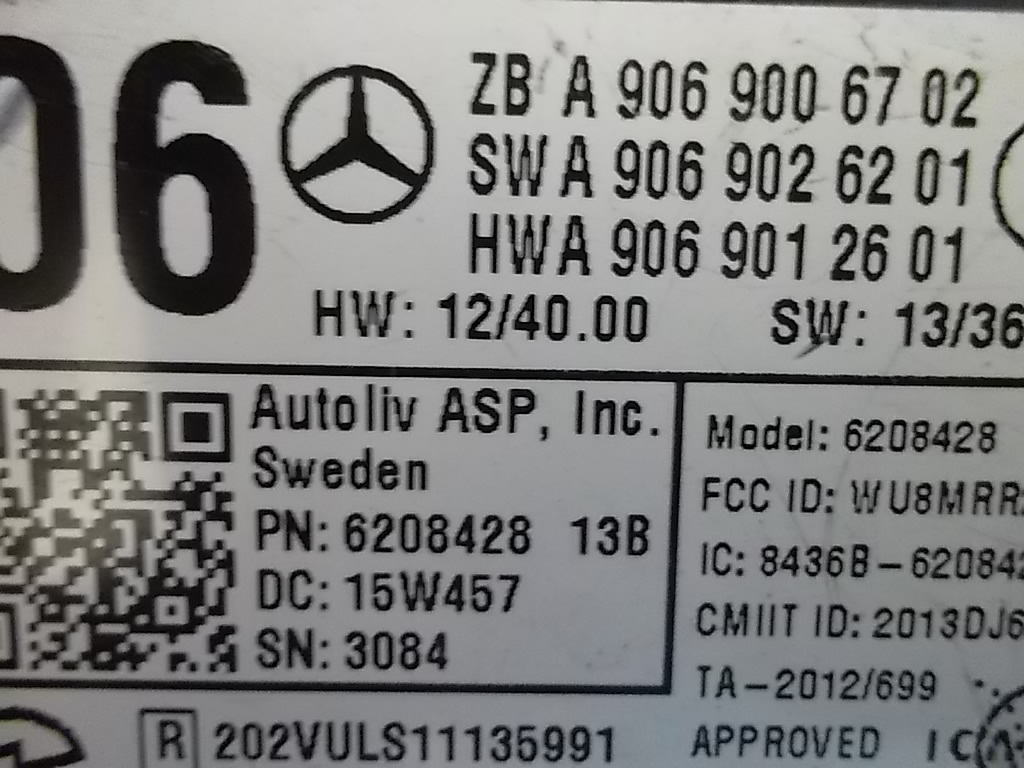 06
ZB A 906 900 67 02
SW A 906 902 62 01
HW A 906 901 26 01
HW: 12/40.00 SW: 13/36
Autoliv ASP, Inc.
Sweden
PN: 6208428 13B
DC: 15W457
SN: 3084
Model: 6208428
FCC ID: WU8MRR
IC: 8436B-620842
CMIIT ID: 2013DJ6
TA-2012/699
APPROVED
R 202VULS11135991